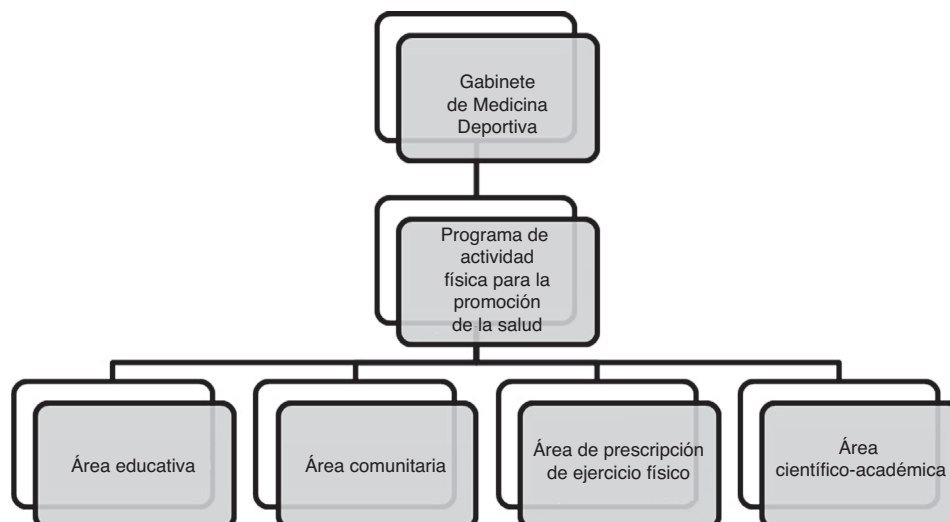 Gabinete
de Medicina
Deportiva
Programa de
actividad
física para la
promoción
de la salud
Área educativa
Área comunitaria
Área de prescripción
de ejercicio físico
Área
científico-académica